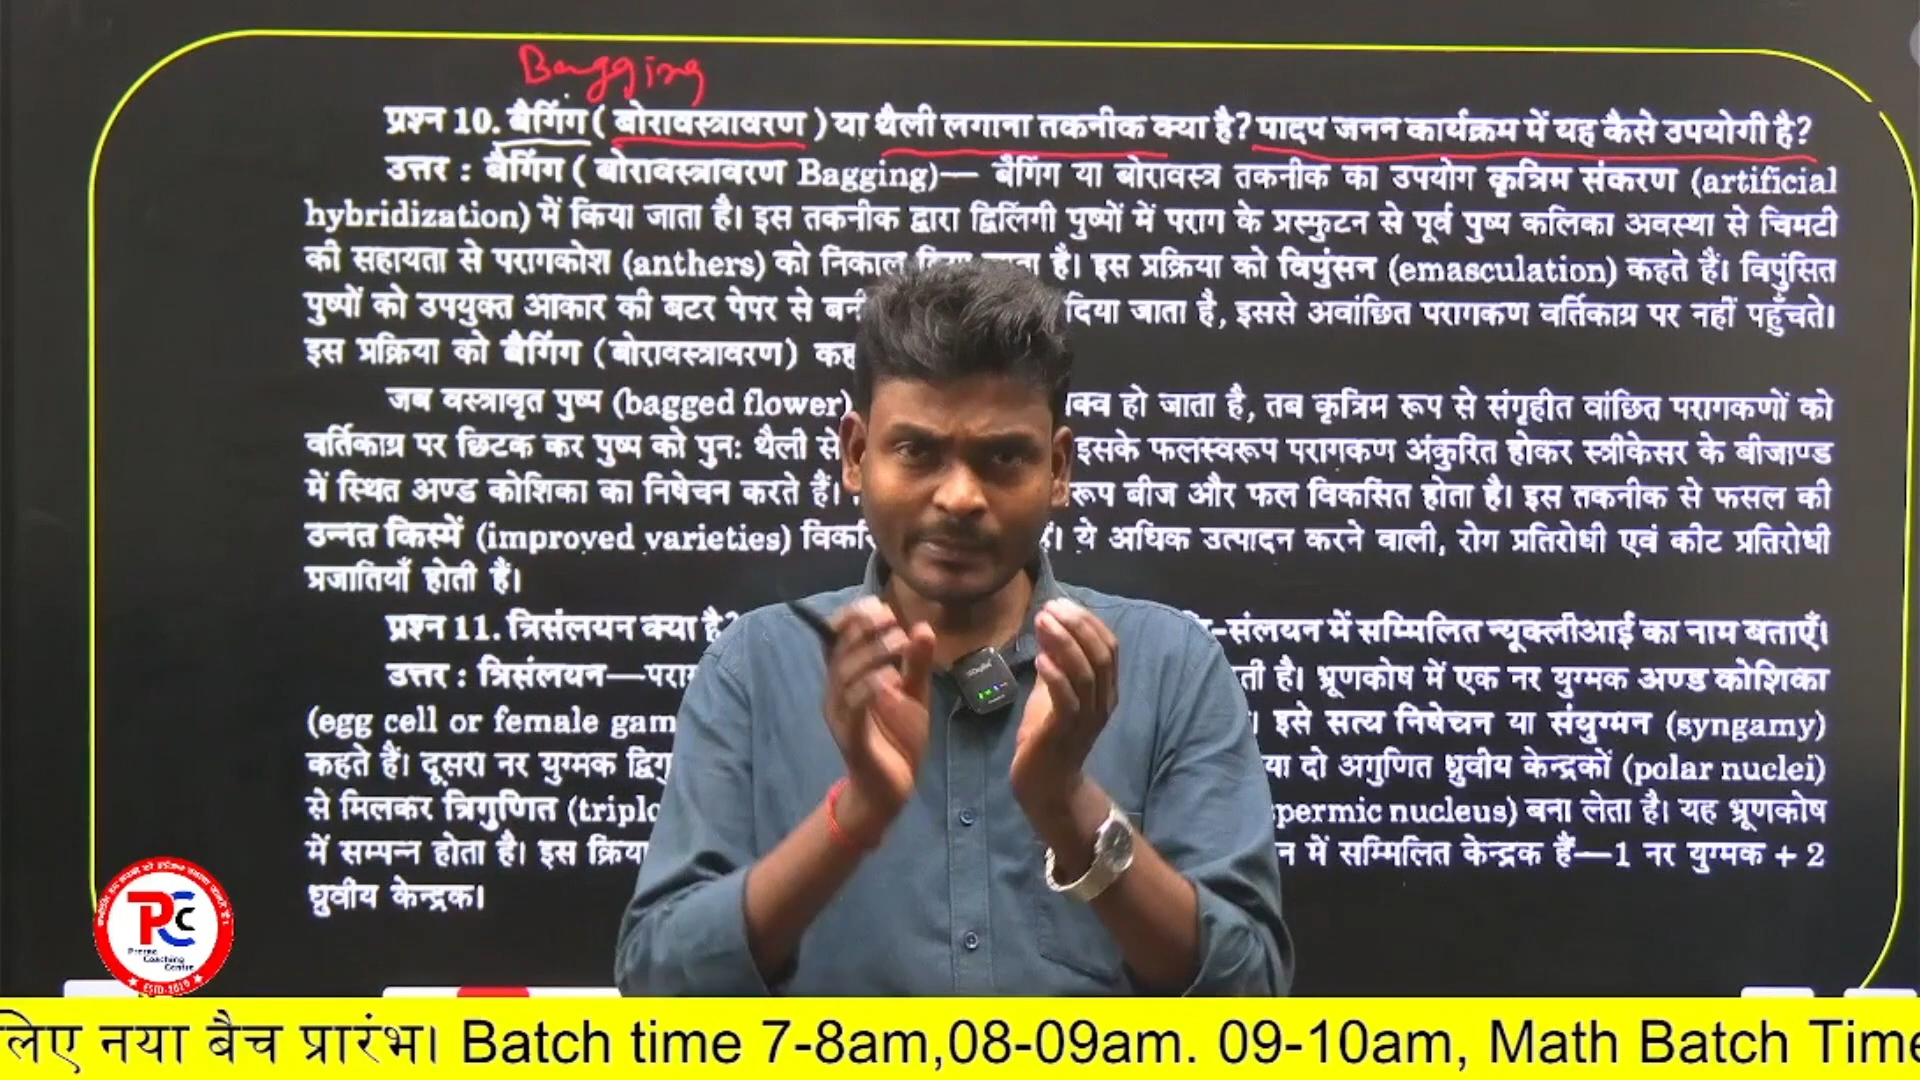 Bagging
प्रश्न 10. बैगिंग ( बोरावस्त्रावरण ) या थैली लगाना तकनीक क्या है? पादप जनन कार्यक्रम में यह कैसे उपयोगी है?
उत्तर : बैगिंग ( बोरावस्त्रावरण Bagging)— बैगिंग या बोरावस्त्र तकनीक का उपयोग कृत्रिम संकरण (artificial
hybridization) में किया जाता है। इस तकनीक द्वारा द्विलिंगी पुष्पों में पराग के प्रस्फुटन से पूर्व पुष्प कलिका अवस्था से चिमटी
की सहायता से परागकोश (anthers) को निकाल दिया जाता है। इस प्रक्रिया को विपुंसन (emasculation) कहते हैं। विपुंसित
पुष्पों को उपयुक्त आकार की बटर पेपर से दिया जाता है, इससे अवांछित परागकण वर्तिकाग्र पर नहीं पहुँचते।
इस प्रक्रिया को बैगिंग (बोरावस्त्रावरण)
जब वस्त्रावृत पुष्प (bagged flower) हो जाता है, तब कृत्रिम रूप से संगृहीत वांछित परागकणों को
वर्तिकाग्र पर छिटक कर पुष्प को पुन: थैली से इसके फलस्वरूप परागकण अंकुरित होकर स्त्रीकेसर के बीजाण्ड
में स्थित अण्ड कोशिका का निषेचन करते हैं। रूप बीज और फल विकसित होता है। इस तकनीक से फसल की
उन्नत किस्में (improved varieties) ये अधिक उत्पादन करने वाली, रोग प्रतिरोधी एवं कीट प्रतिरोधी
प्रजातियाँ होती हैं।
प्रश्न 11. त्रिसंलयन क्या है? -संलयन में सम्मिलित न्यूक्लीआई का नाम बताएँ।
उत्तर : त्रिसंलयन— है। भ्रूणकोष में एक नर युग्मक अण्ड कोशिका
(egg cell or female इसे सत्य निषेचन या संयुग्मन (syngamy)
कहते हैं। दूसरा नर युग्मक या दो अगुणित ध्रुवीय केन्द्रकों (polar nuclei)
से मिलकर त्रिगुणित nucleus) बना लेता है। यह भ्रूणकोष
में सम्पन्न होता है। इस में सम्मिलित केन्द्रक हैं—1 नर युग्मक + 2
ध्रुवीय केन्द्रक।
PCC
Prerna
Coaching
Centre
ESTD-2019
लिए नया बैच प्रारंभ। Batch time 7-8am,08-09am. 09-10am, Math Batch Time